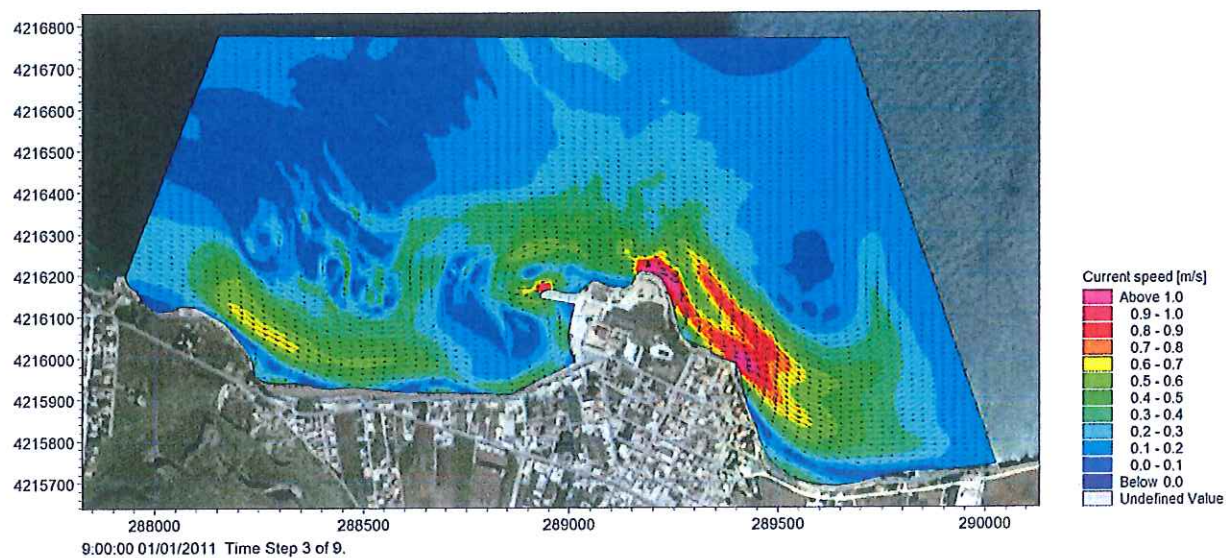 4216800
4216700
4216600
4216500
4216400
4216300
4216200
4216100
4216000
4215900
4215800
4215700
288000
288500
289000
289500
290000
9:00:00 01/01/2011 Time Step 3 of 9.
Current speed [m/s]
Above 1.0
0.9 - 1.0
0.8 - 0.9
0.7 - 0.8
0.6 - 0.7
0.5 - 0.6
0.4 - 0.5
0.3 - 0.4
0.2 - 0.3
0.1 - 0.2
0.0 - 0.1
Below 0.0
Undefined Value